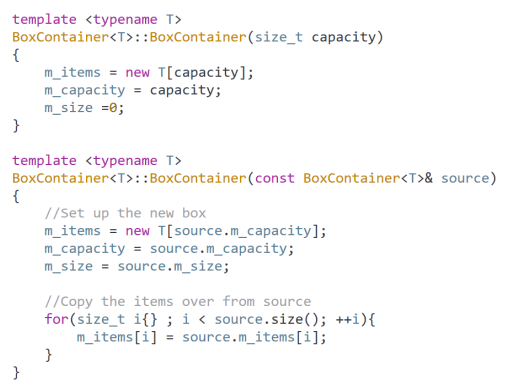 template <typename T>
BoxContainer<T>::BoxContainer(size_t capacity)
{
    m_items = new T[capacity];
    m_capacity = capacity;
    m_size =0;
}

template <typename T>
BoxContainer<T>::BoxContainer(const BoxContainer<T>& source)
{
    //Set up the new box
    m_items = new T[source.m_capacity];
    m_capacity = source.m_capacity;
    m_size = source.m_size;

    //Copy the items over from source
    for(size_t i{} ; i < source.size(); ++i){
        m_items[i] = source.m_items[i];
    }
}